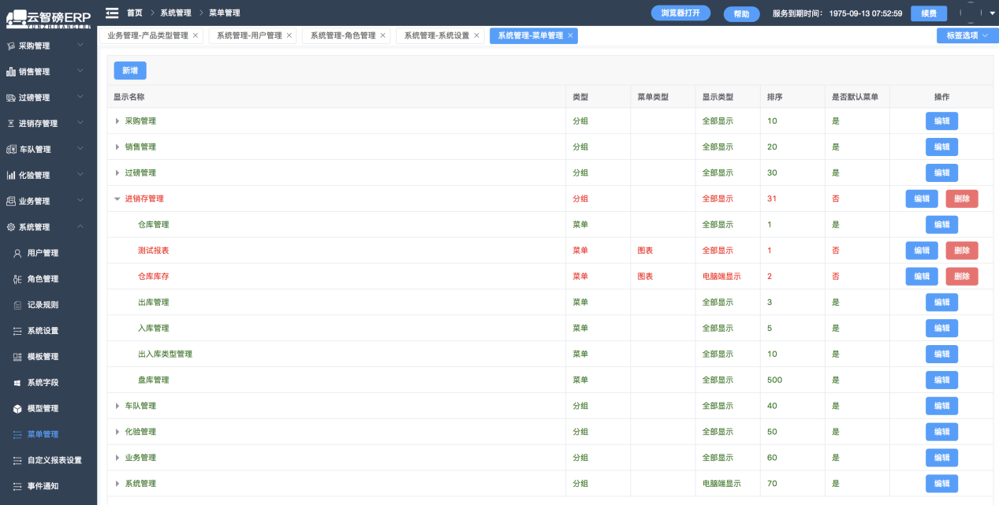 云智磅ERP
YUNZHIBANGERP
首页 系统管理 菜单管理
浏览器打开 帮助 服务到期时间: 1975-09-13 07:52:59 续费
业务管理-产品类型管理 系统管理-用户管理 系统管理-角色管理 系统管理-系统设置 系统管理-菜单管理 标签选项
采购管理
销售管理
过磅管理
进销存管理
车队管理
化验管理
业务管理
系统管理
用户管理
角色管理
记录规则
系统设置
模板管理
系统字段
模型管理
菜单管理
自定义报表设置
事件通知
新增
显示名称 类型 菜单类型 显示类型 排序 是否默认菜单 操作
采购管理 分组 全部显示 10 是 编辑
销售管理 分组 全部显示 20 是 编辑
过磅管理 分组 全部显示 30 是 编辑
进销存管理 分组 全部显示 31 否 编辑 删除
仓库管理 菜单 全部显示 1 是 编辑
测试报表 菜单 图表 全部显示 1 否 编辑 删除
仓库库存 菜单 图表 电脑端显示 2 否 编辑 删除
出库管理 菜单 全部显示 3 是 编辑
入库管理 菜单 全部显示 5 是 编辑
出入库类型管理 菜单 全部显示 10 是 编辑
盘库管理 菜单 全部显示 500 是 编辑
车队管理 分组 全部显示 40 是 编辑
化验管理 分组 全部显示 50 是 编辑
业务管理 分组 全部显示 60 是 编辑
系统管理 分组 电脑端显示 70 是 编辑